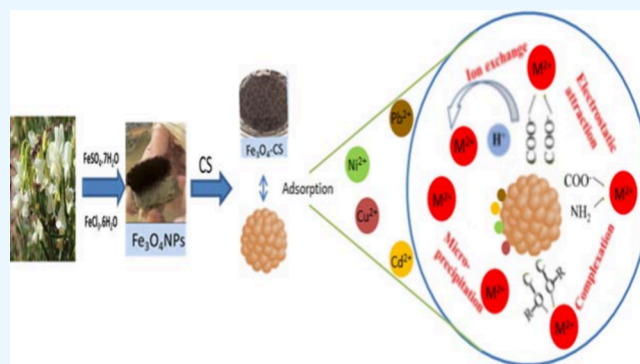 FeSO₄.7H₂O
FeCl₃.6H₂O
Fe₃O₄NPs
CS
Fe₃O₄-CS
Adsorption
Pb²⁺
Ni²⁺
Cu²⁺
Cd²⁺
Ion exchange
H⁺
M²⁺
M²⁺
M²⁺
M²⁺
M²⁺
M²⁺
Electrostatic
attraction
COO⁻
NH₂
Complexation
Micro-
precipitation
R
R